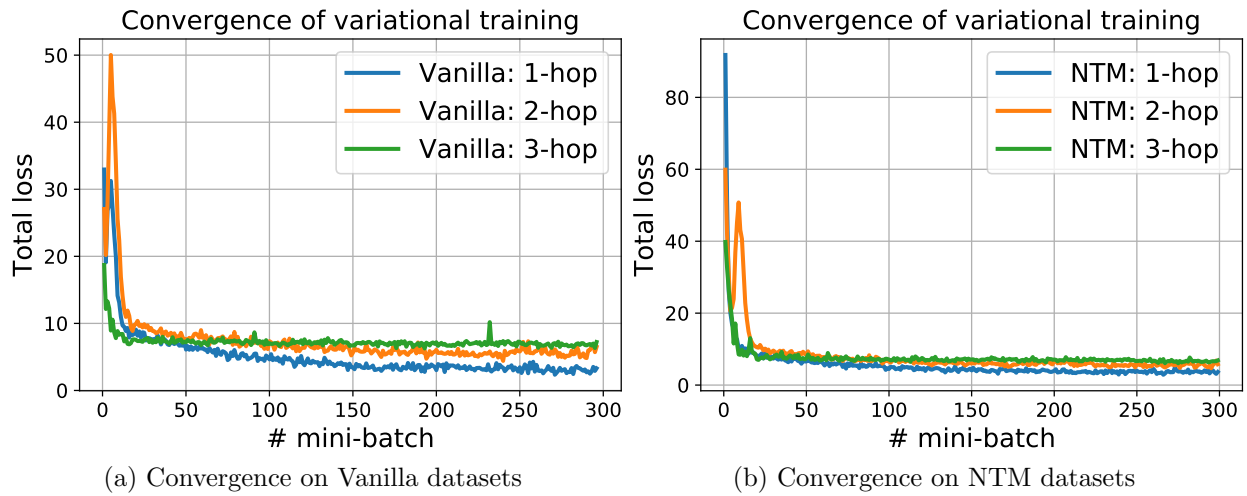 Convergence of variational training
50
40
30
20
10
0
Total loss
Vanilla: 1-hop
Vanilla: 2-hop
Vanilla: 3-hop
0 50 100 150 200 250 300
# mini-batch
(a) Convergence on Vanilla datasets
Convergence of variational training
80
60
40
20
0
Total loss
NTM: 1-hop
NTM: 2-hop
NTM: 3-hop
0 50 100 150 200 250 300
# mini-batch
(b) Convergence on NTM datasets